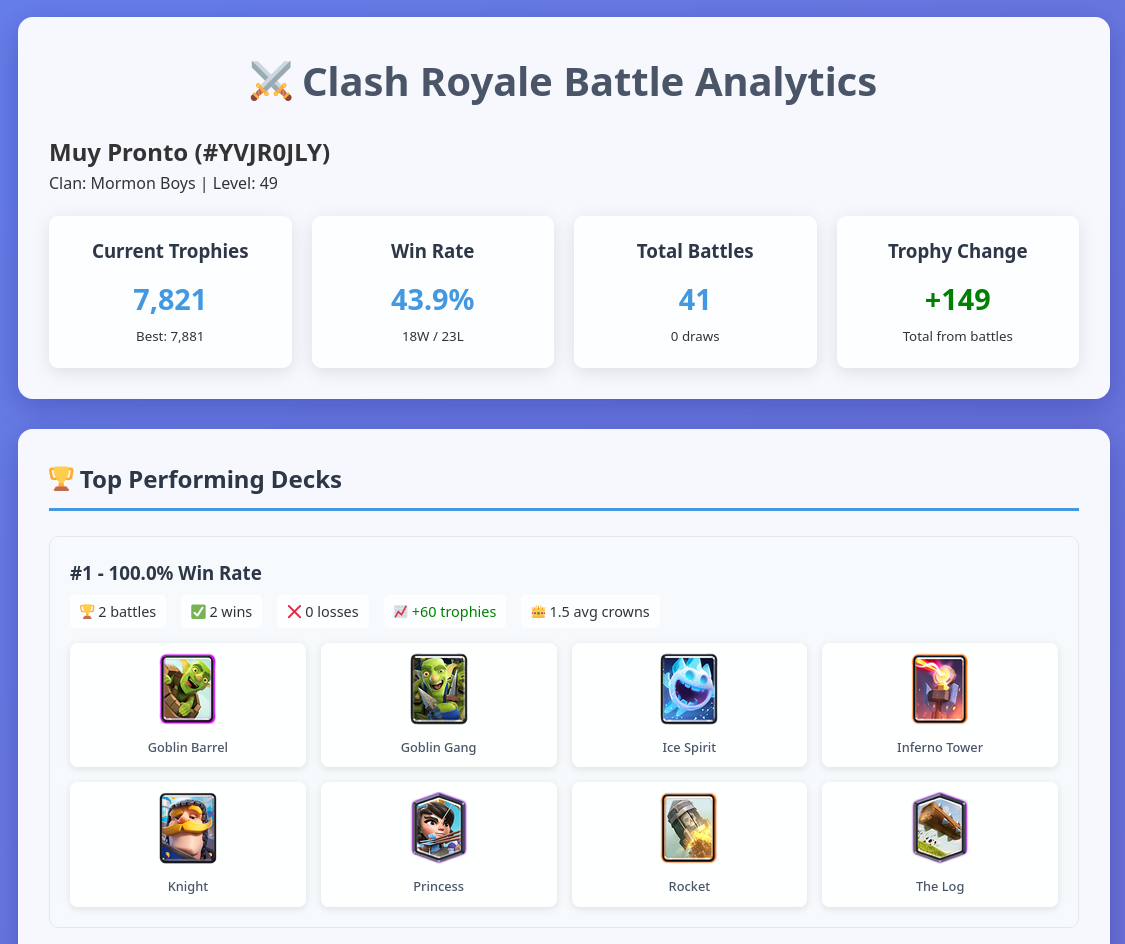 ⚔️ Clash Royale Battle Analytics
Muy Pronto (#YVJR0JLY)
Clan: Mormon Boys | Level: 49
Current Trophies
7,821
Best: 7,881
Win Rate
43.9%
18W / 23L
Total Battles
41
0 draws
Trophy Change
+149
Total from battles
🏆 Top Performing Decks
#1 - 100.0% Win Rate
🏆 2 battles ✅ 2 wins ❌ 0 losses 📈 +60 trophies 👑 1.5 avg crowns
Goblin Barrel
Goblin Gang
Ice Spirit
Inferno Tower
Knight
Princess
Rocket
The Log